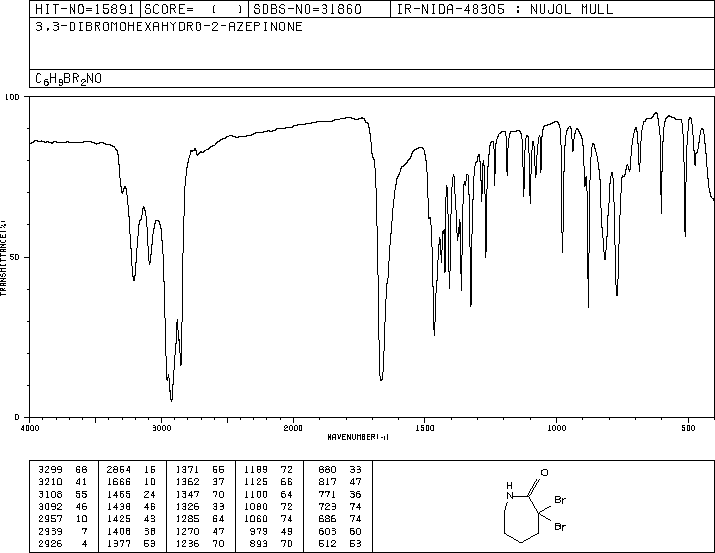 HIT-NO=15891 SCORE= ( ) SDBS-NO=31860 IR-NIDA-48305 : NUJOL MULL
3,3-DIBROMOHEXAHYDRO-2-AZEPINONE
C6H9BR2NO
100
50
0
TRANSMITTANCE(%)
4000 3000 2000 1500 1000 500
WAVENUMBER(-1)
3299 66 2864 16 1371 55 1189 72 880 33
3210 41 1666 10 1362 37 1125 66 817 47
3108 55 1465 24 1347 70 1100 64 771 36
3092 46 1438 46 1326 33 1080 72 723 74
2957 10 1425 43 1285 64 1060 74 686 74
2939 7 1408 38 1270 47 979 49 603 60
2926 4 1377 53 1236 70 893 70 512 53
O
H
N
Br
Br